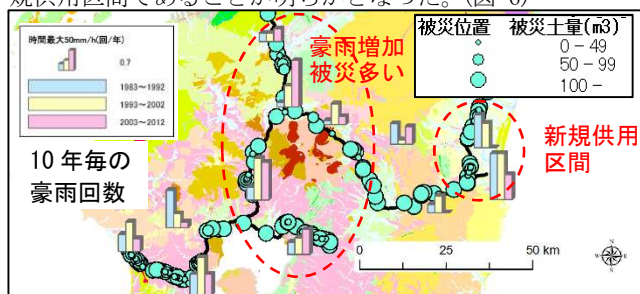 規供用区間であることが明らかとなった。(図-6)
時間最大50mm/h(回/年)
0.7
1983～1992
1993～2002
2003～2012
10年毎の
豪雨回数
豪雨増加
被災多い
被災位置 被災土量(m3)
0－49
50－99
100－
新規供用
区間
0 25 50 km
N
W E
S